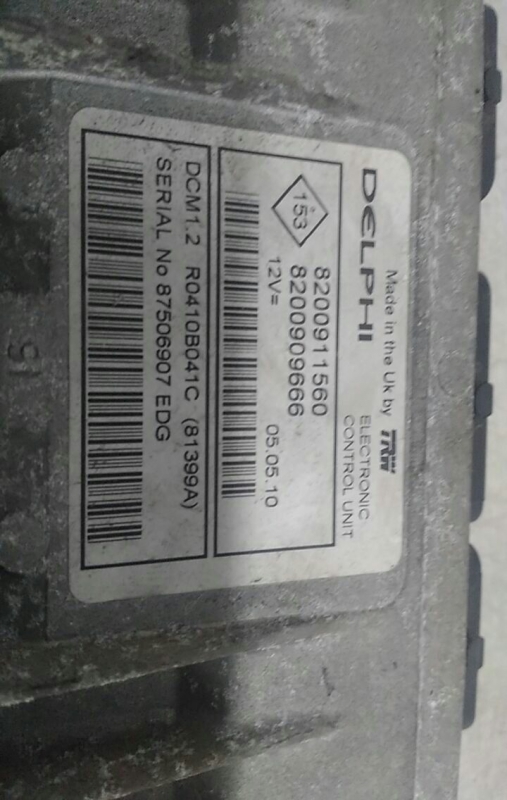 Made in the Uk by TRW
DELPHI
ELECTRONIC
CONTROL UNIT
153
8200911560
8200909666
12V=
05.05.10
DCM1.2 R0410B041C (81399A)
SERIAL No 87506907 EDG